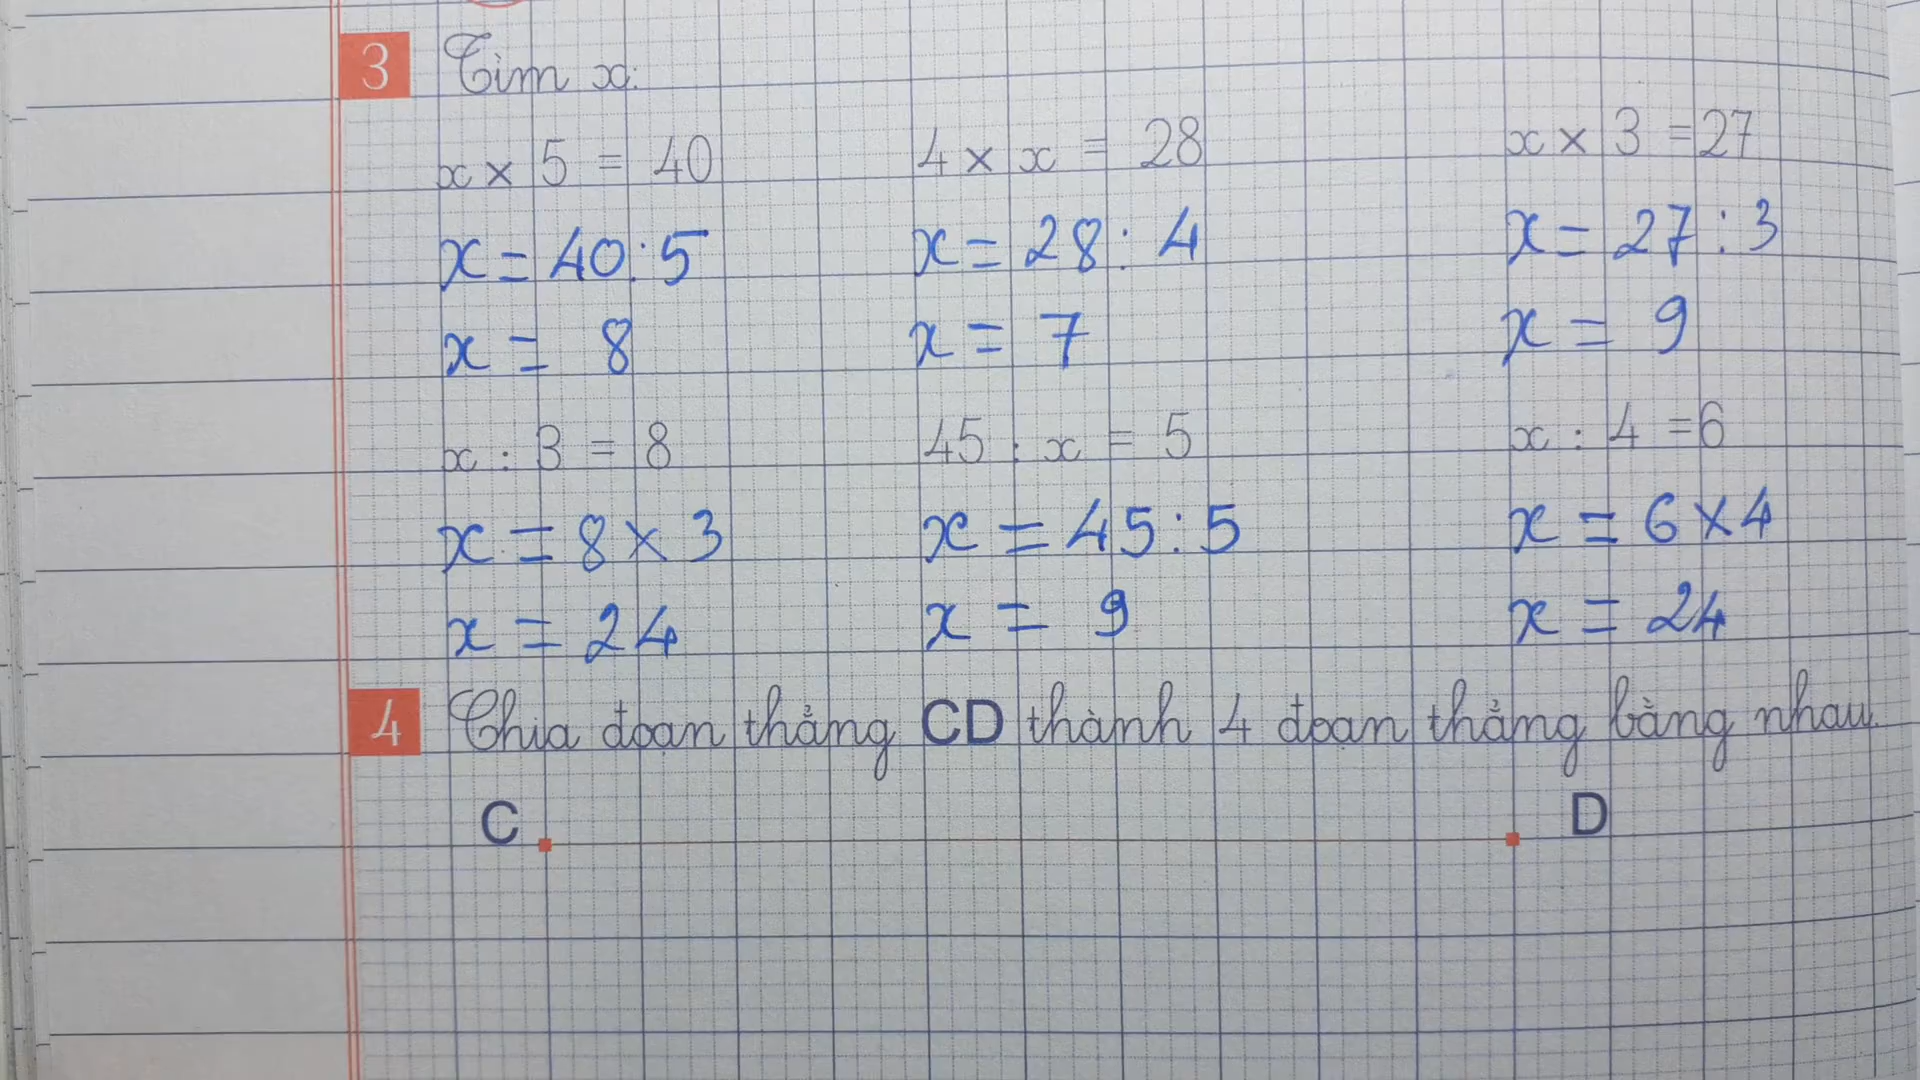 3 Tìm x:
x × 5 = 40 4 × x = 28 x × 3 = 27
x = 40 : 5 x = 28 : 4 x = 27 : 3
x = 8 x = 7 x = 9
x : 3 = 8 45 : x = 5 x : 4 = 6
x = 8 x 3 x = 45 : 5 x = 6 x 4
x = 24 x = 9 x = 24
4 Chia đoạn thẳng CD thành 4 đoạn thẳng bằng nhau.
C D